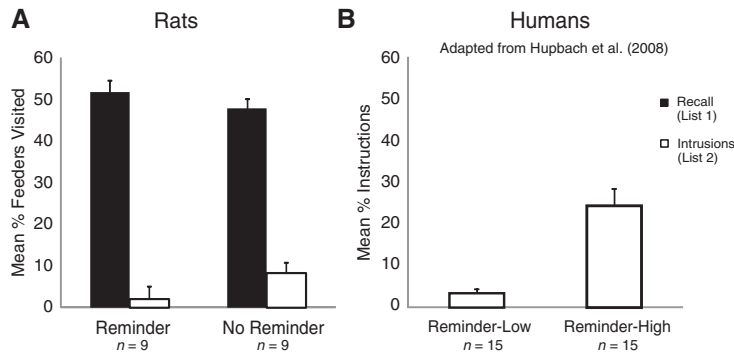 A Rats
60
50
40
30
20
10
0
Mean % Feeders Visited
Reminder
n = 9
No Reminder
n = 9
B Humans
Adapted from Hupbach et al. (2008)
60
50
40
30
20
10
0
Mean % Instructions
Recall
(List 1)
Intrusions
(List 2)
Reminder-Low
n = 15
Reminder-High
n = 15